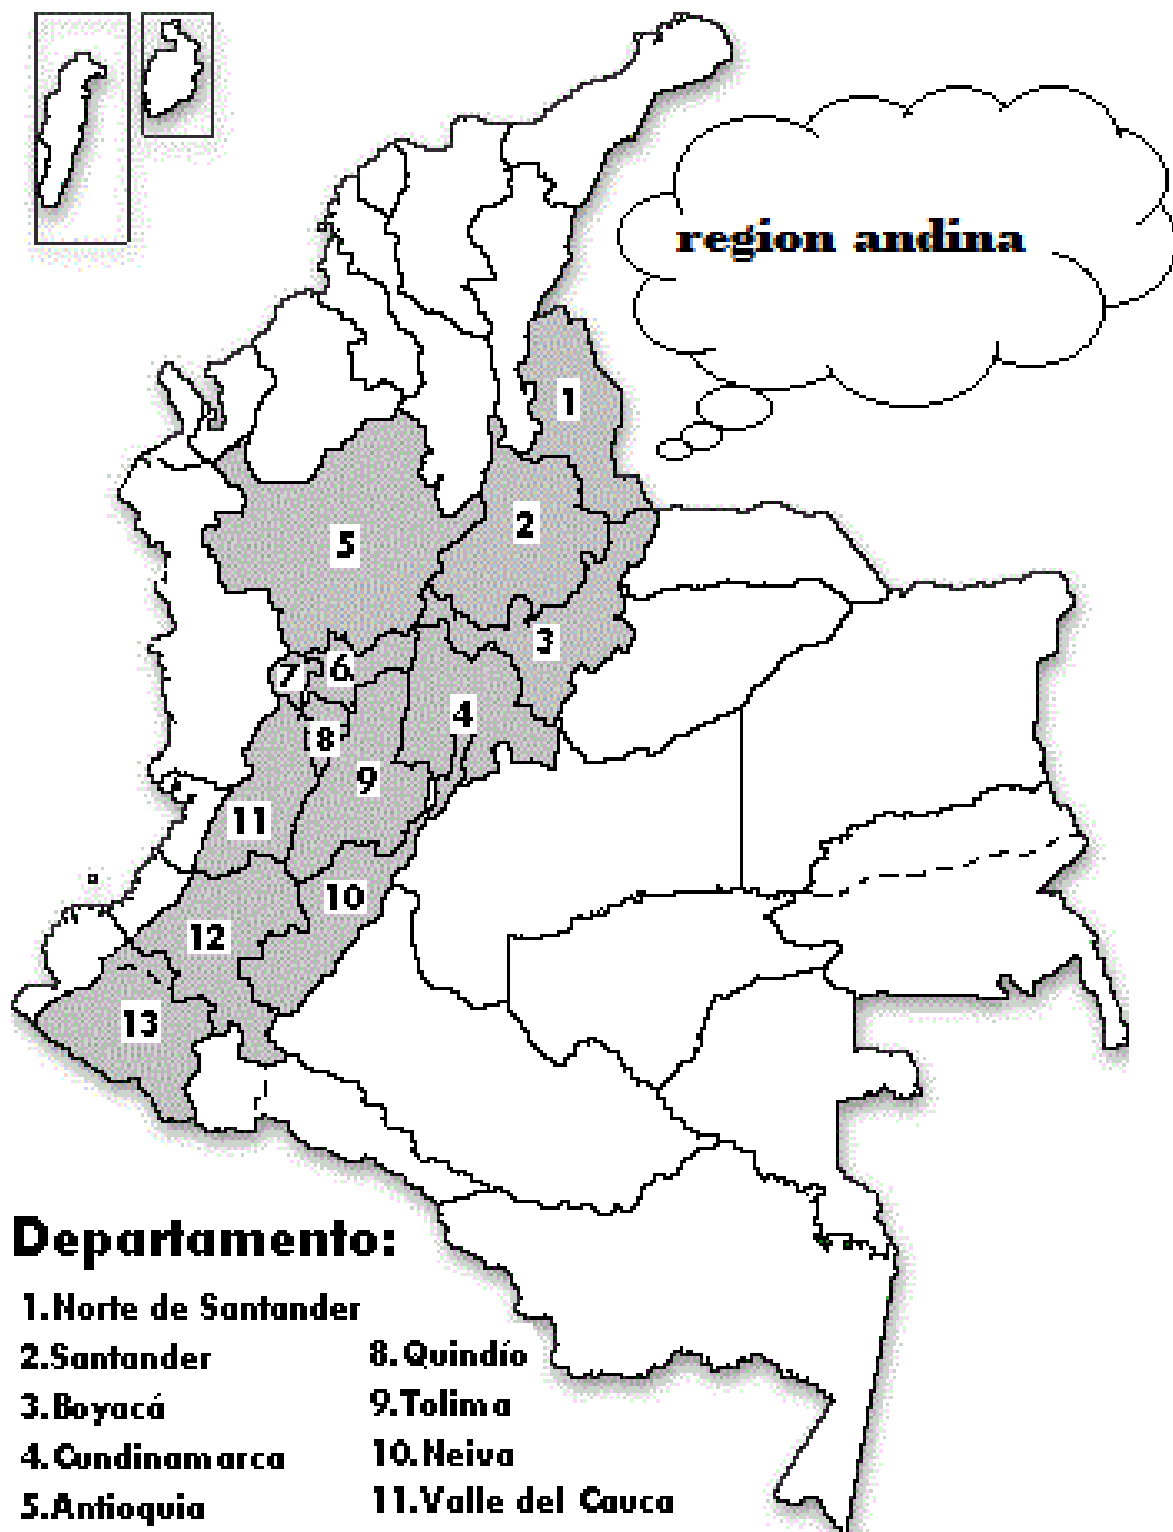 region andina
1
2
5
3
7
6
4
8
9
11
10
12
13
Departamento:
1.Norte de Santander
2.Santander
3.Boyacá
4.Cundinamarca
5.Antioquia
8.Quindío
9.Tolima
10.Neiva
11.Valle del Cauca